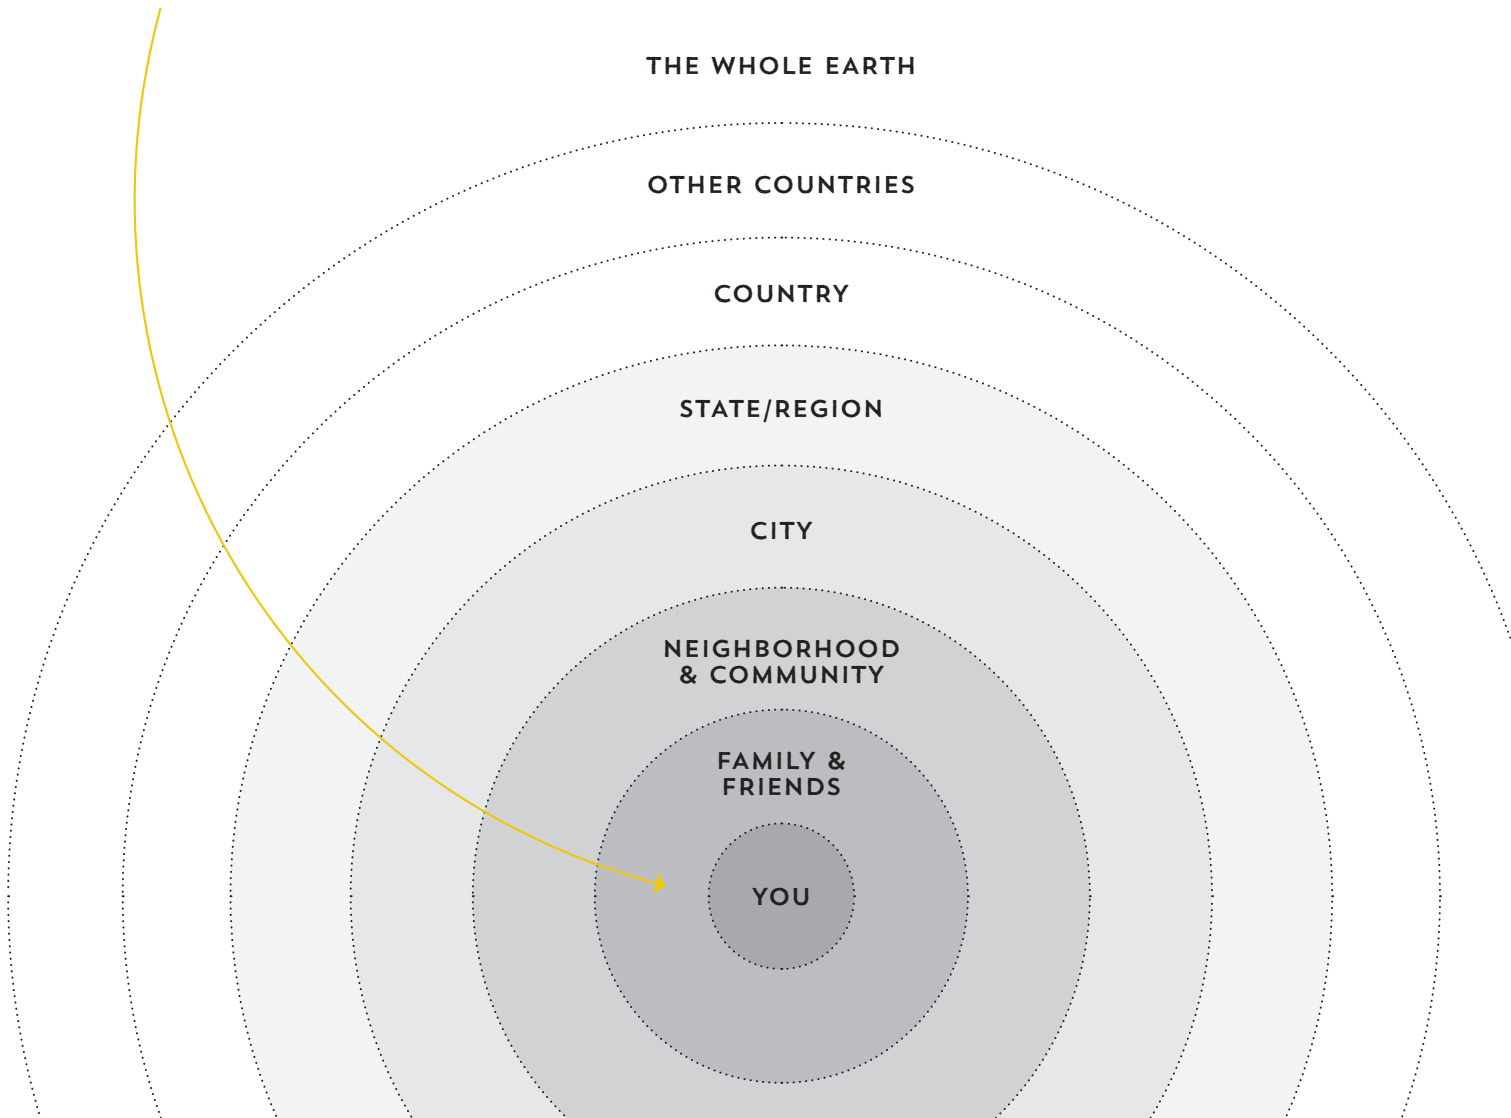 THE WHOLE EARTH
OTHER COUNTRIES
COUNTRY
STATE/REGION
CITY
NEIGHBORHOOD
& COMMUNITY
FAMILY &
FRIENDS
YOU